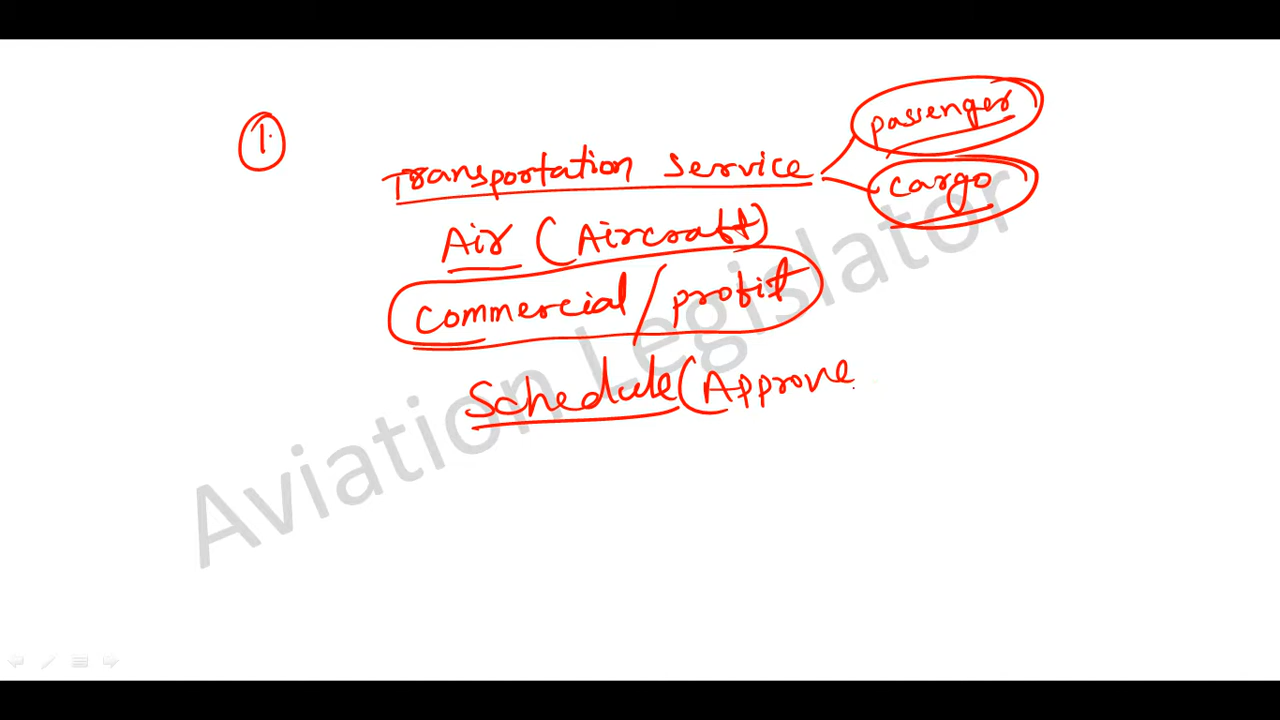 1.
passenger
Transportation service
cargo
Air (Aircraft)
Commercial / profit
Schedule (Approve
Aviation Legislator